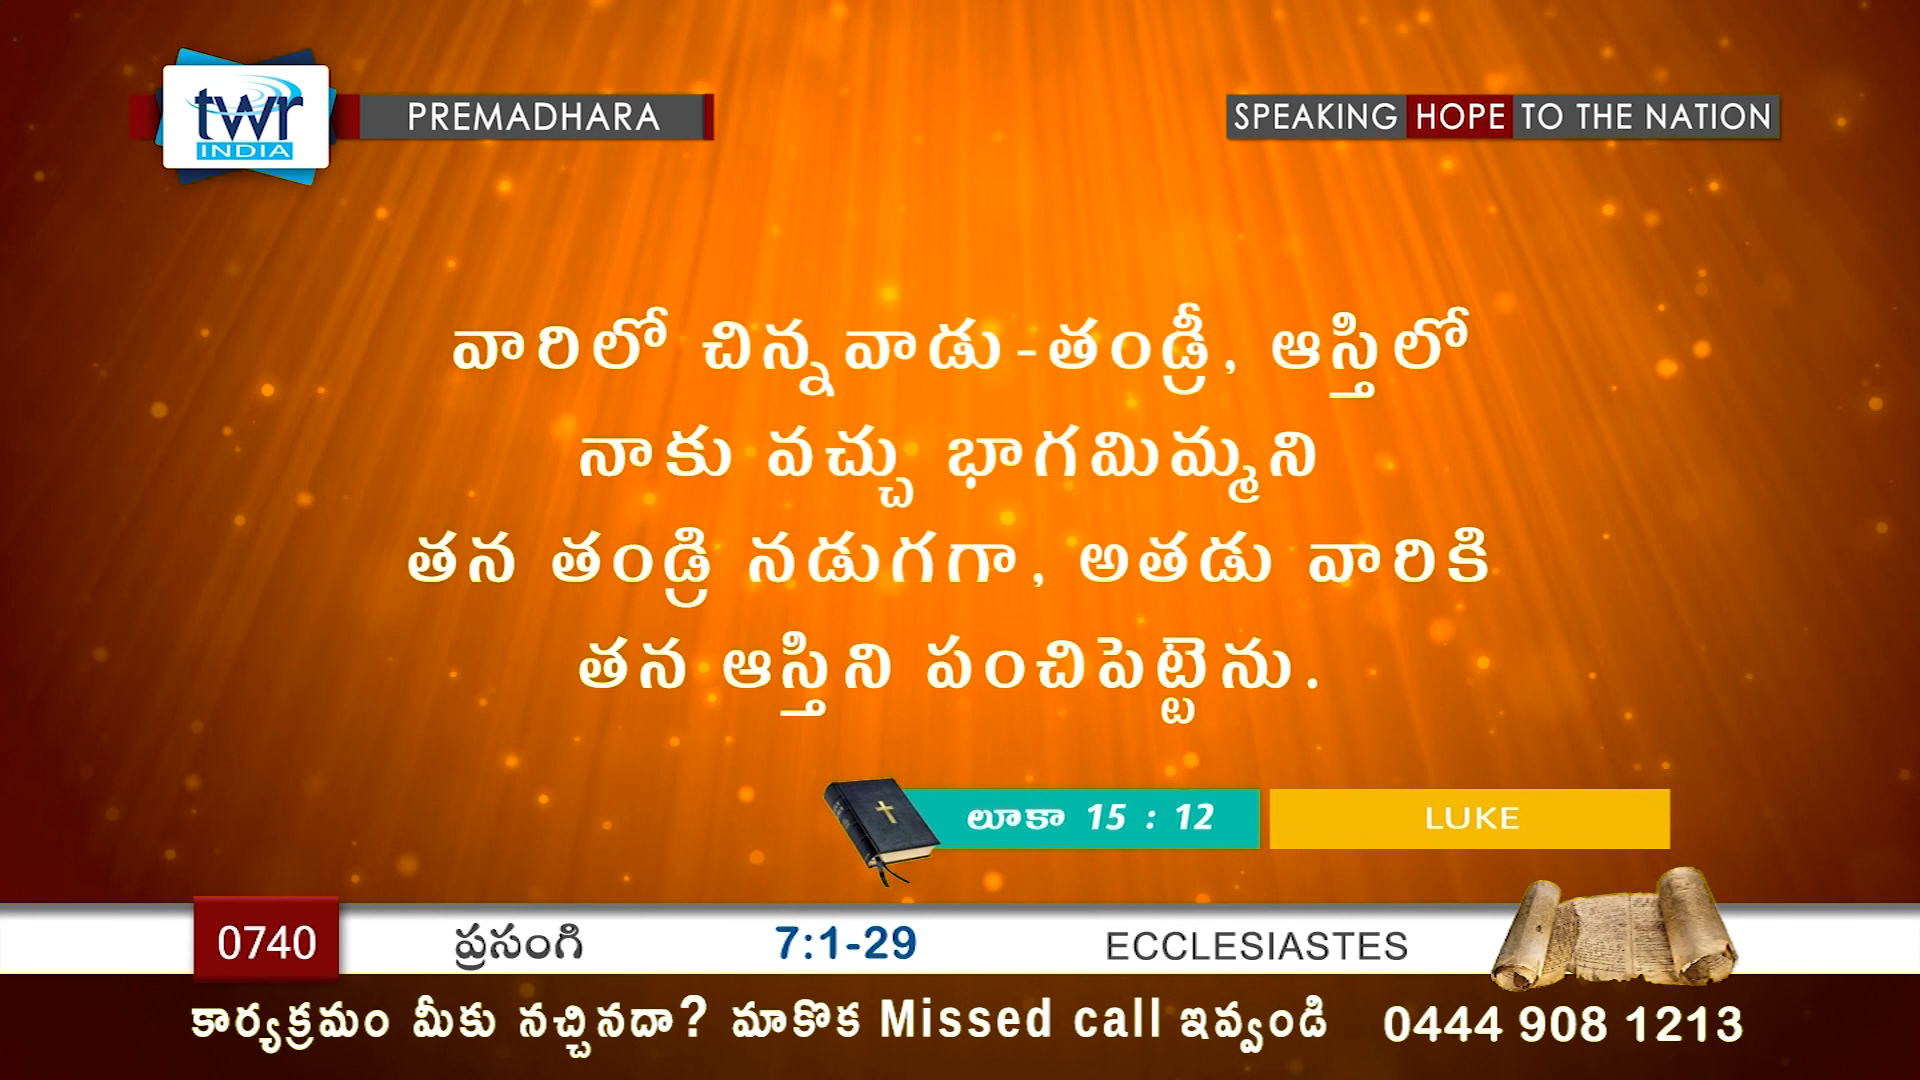 twr
INDIA
PREMADHARA
SPEAKING HOPE TO THE NATION
వారిలో చిన్నవాడు-తండ్రీ, ఆస్తిలో
నాకు వచ్చు భాగమిమ్మని
తన తండ్రి నడుగగా, అతడు వారికి
తన ఆస్తిని పంచిపెట్టెను.
లూకా 15 : 12
LUKE
0740
ప్రసంగి
7:1-29
ECCLESIASTES
కార్యక్రమం మీకు నచ్చినదా? మాకొక Missed call ఇవ్వండి 0444 908 1213